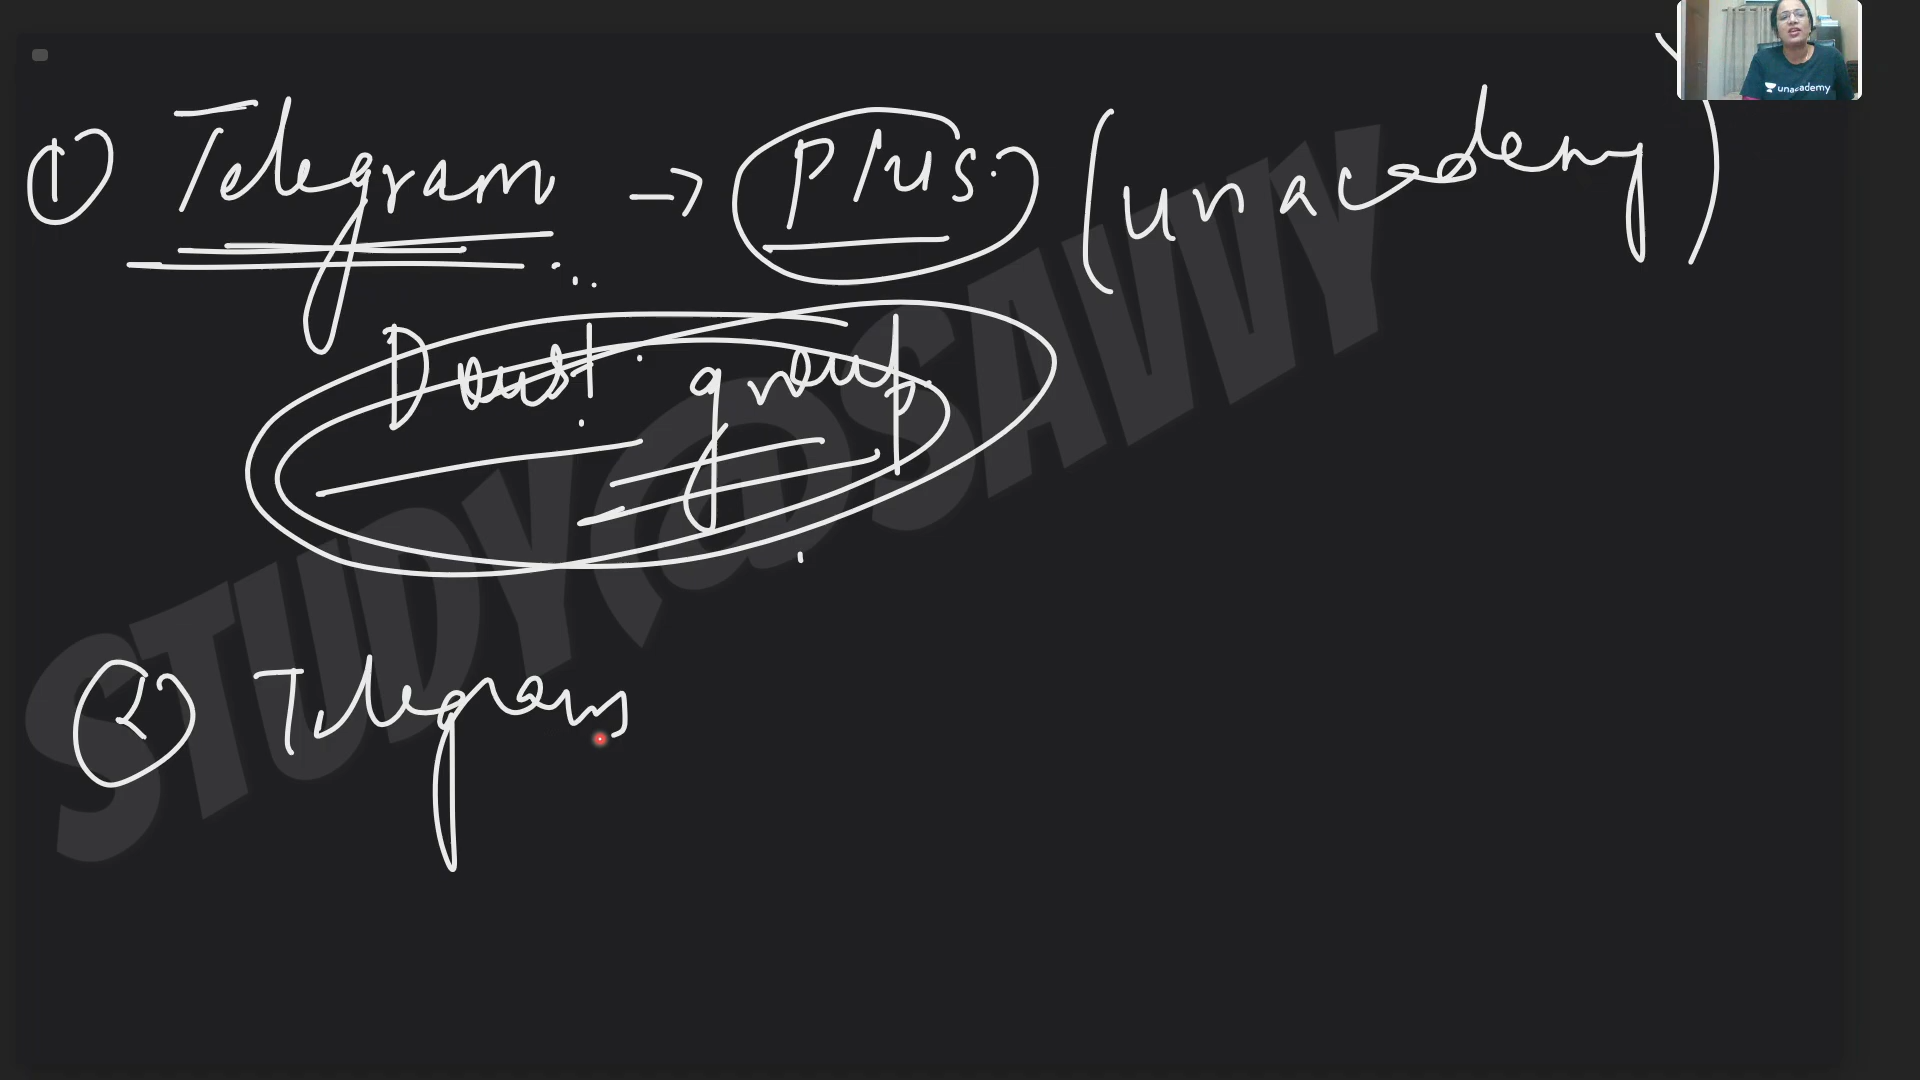 unacademy
① Telegram → Plus (unacademy)
Doubt group
② Telegram
STUDY@SAVVY